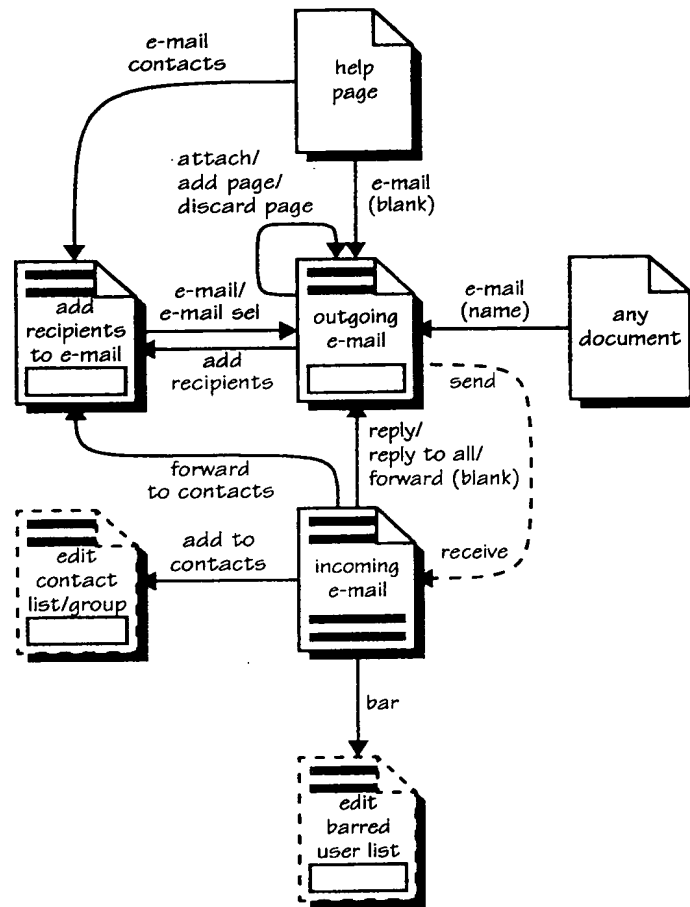 e-mail
contacts
help
page
attach/
add page/
discard page
e-mail
(blank)
add
recipients
to e-mail
e-mail/
e-mail sel
add
recipients
outgoing
e-mail
e-mail
(name)
any
document
send
reply/
reply to all/
forward (blank)
forward
to contacts
edit
contact
list/group
add to
contacts
incoming
e-mail
receive
bar
edit
barred
user list